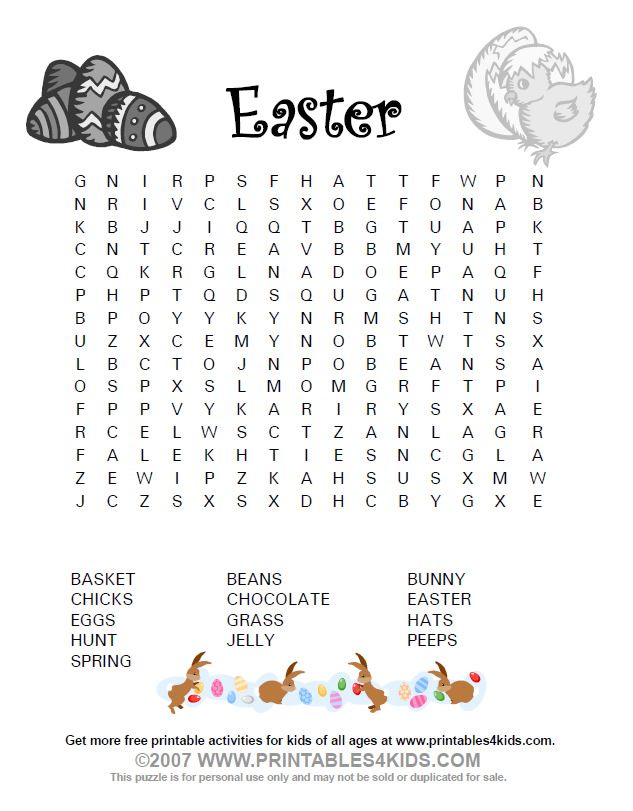 Easter
G N I R P S F H A T T F W P N
N R I V C L S X O E F O N A B
K B J J I Q Q T B G T U A P K
C N T C R E A V B B M Y U H T
C Q K R G L N A D O E P A Q F
P H P T Q D S Q U G A T N U H
B P O Y Y K Y N R M S H T N S
U Z X C E M Y N O B T W T S X
L B C T O J N P O B E A N S A
O S P X S L M O M G R F T P I
F P P V Y K A R I R Y S X A E
R C E L W S C T Z A N L A G R
F A L E K H T I E S N C G L A
Z E W I P Z K A H S U S X M W
J C Z S X S X D H C B Y G X E
BASKET BEANS BUNNY
CHICKS CHOCOLATE EASTER
EGGS GRASS HATS
HUNT JELLY PEEPS
SPRING
Get more free printable activities for kids of all ages at www.printables4kids.com.
©2007 WWW.PRINTABLES4KIDS.COM
This puzzle is for personal use only and may not be sold or duplicated for sale.